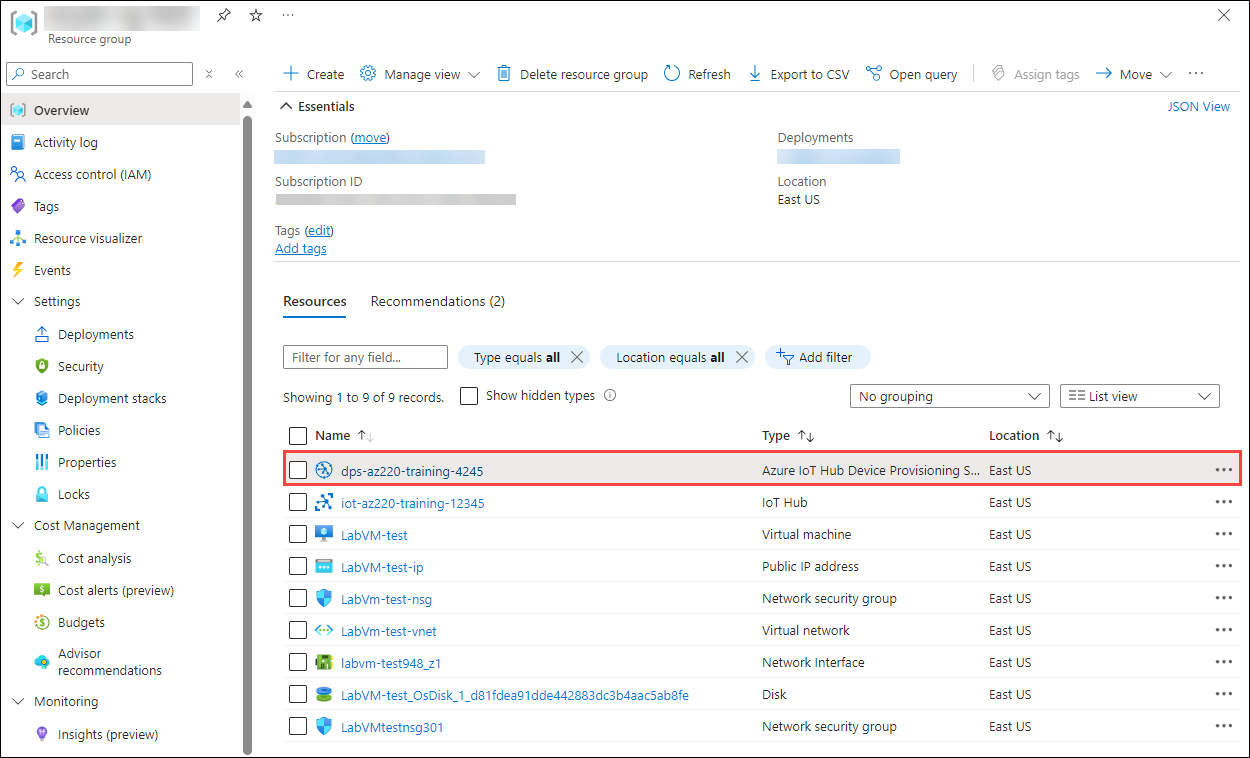 Resource group
Search
Create Manage view Delete resource group Refresh Export to CSV Open query Assign tags Move
Overview
Activity log
Access control (IAM)
Tags
Resource visualizer
Events
Settings
Deployments
Security
Deployment stacks
Policies
Properties
Locks
Cost Management
Cost analysis
Cost alerts (preview)
Budgets
Advisor
recommendations
Monitoring
Insights (preview)
Essentials JSON View
Subscription (move) Deployments
Subscription ID Location
East US
Tags (edit)
Add tags
Resources Recommendations (2)
Filter for any field... Type equals all Location equals all Add filter
Showing 1 to 9 of 9 records. Show hidden types No grouping List view
Name Type Location
dps-az220-training-4245 Azure IoT Hub Device Provisioning S... East US
iot-az220-training-12345 IoT Hub East US
LabVM-test Virtual machine East US
LabVM-test-ip Public IP address East US
LabVm-test-nsg Network security group East US
LabVm-test-vnet Virtual network East US
labvm-test948_z1 Network Interface East US
LabVM-test_OsDisk_1_d81fdea91dde442883dc3b4aac5ab8fe Disk East US
LabVMtestnsg301 Network security group East US